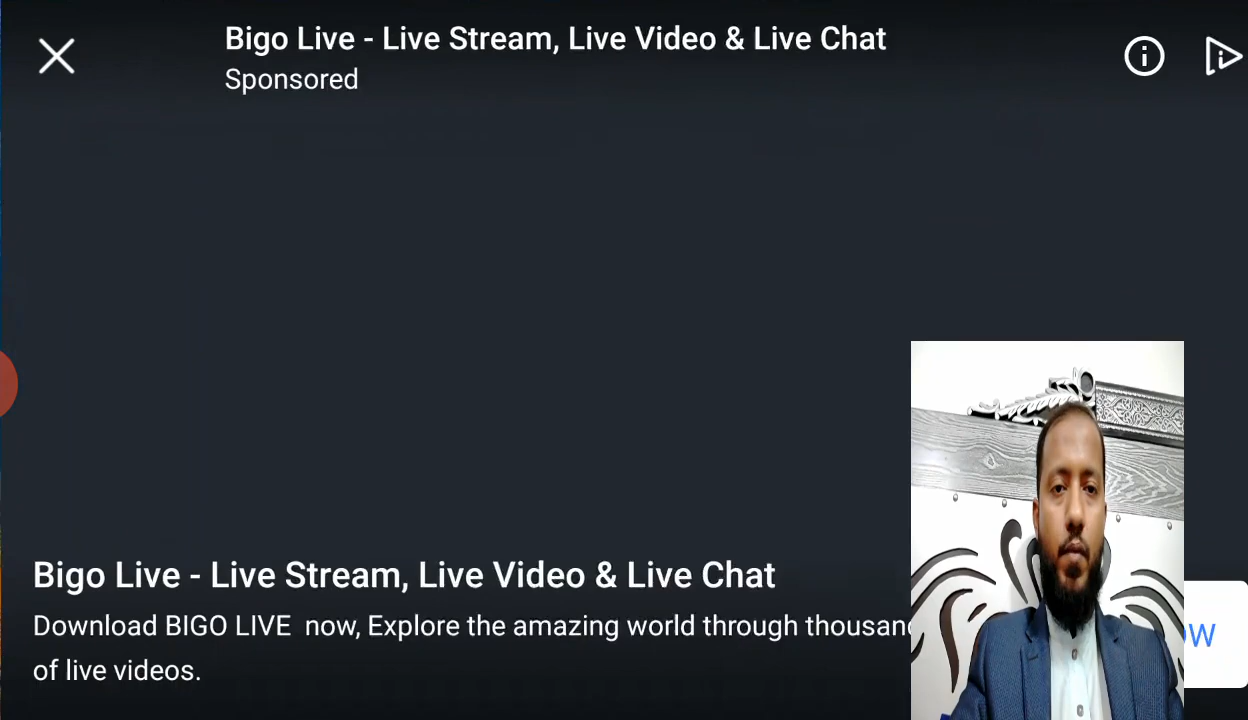 Bigo Live - Live Stream, Live Video & Live Chat
Sponsored
Bigo Live - Live Stream, Live Video & Live Chat
Download BIGO LIVE now, Explore the amazing world through
of live videos.